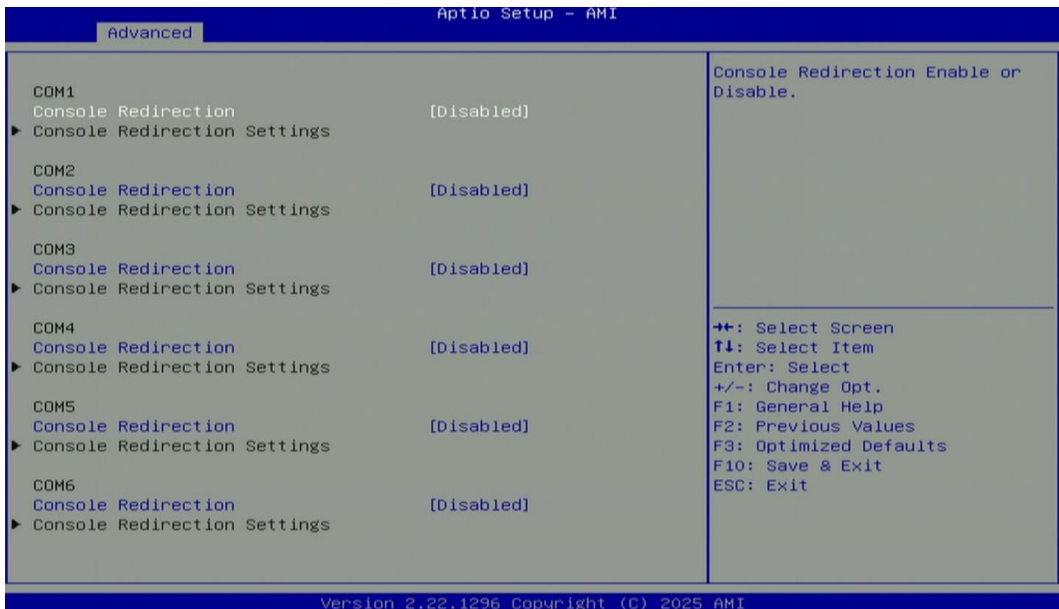 Aptio Setup - AMI
Advanced
COM1
Console Redirection [Disabled]
Console Redirection Settings
COM2
Console Redirection [Disabled]
Console Redirection Settings
COM3
Console Redirection [Disabled]
Console Redirection Settings
COM4
Console Redirection [Disabled]
Console Redirection Settings
COM5
Console Redirection [Disabled]
Console Redirection Settings
COM6
Console Redirection [Disabled]
Console Redirection Settings
Console Redirection Enable or
Disable.
→←: Select Screen
↑↓: Select Item
Enter: Select
+/-: Change Opt.
F1: General Help
F2: Previous Values
F3: Optimized Defaults
F10: Save & Exit
ESC: Exit
Version 2.22.1296 Copyright (C) 2025 AMI